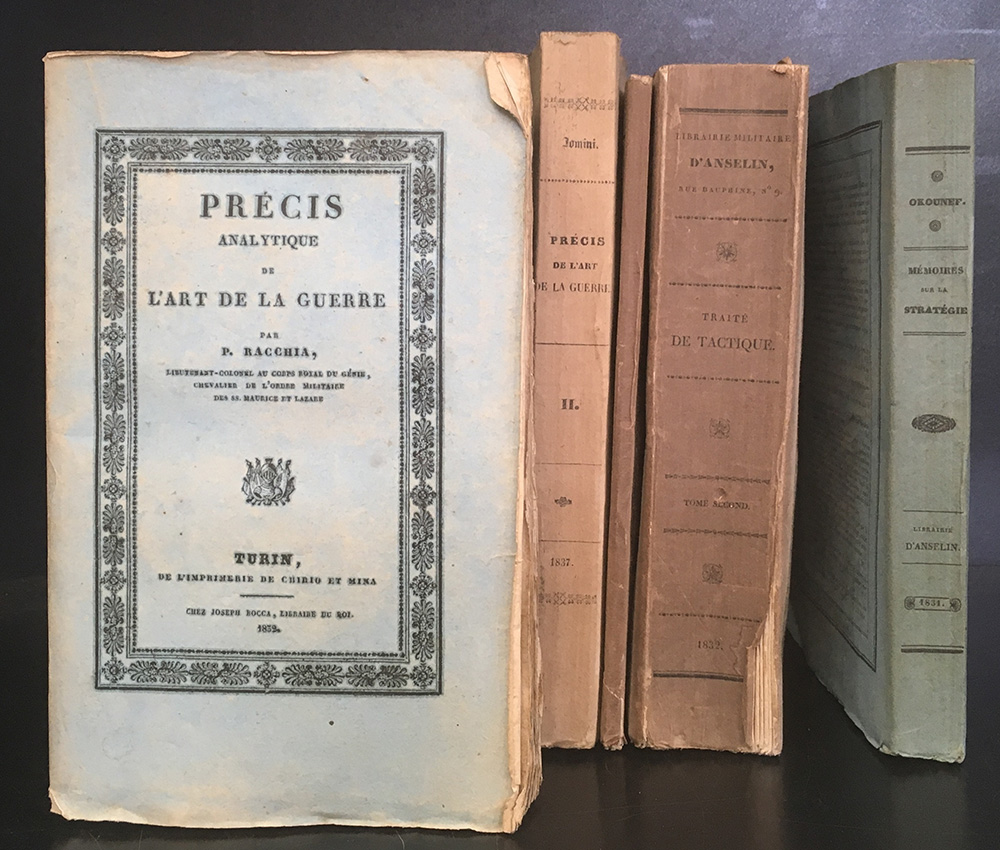 PRÉCIS
ANALYTIQUE
DE
L'ART DE LA GUERRE
PAR
P. RACCHIA,
LIEUTENANT-COLONEL AU CORPS ROYAL DU GÉNIE,
CHEVALIER DE L'ORDRE MILITAIRE
DES SS. MAURICE ET LAZARE
TURIN,
DE L'IMPRIMERIE DE CHIRIO ET MINA
CHEZ JOSEPH BOCCA, LIBRAIRE DU ROI.
1832.
Jomini.
PRÉCIS
DE L'ART
DE LA GUERRE
II.
1837.
LIBRAIRIE MILITAIRE
D'ANSELIN,
RUE DAUPHINE, Nº 9.
TRAITÉ
DE TACTIQUE.
TOME SECOND.
1832.
OKOUNEF.
MÉMOIRES
SUR LA
STRATÉGIE
LIBRAIRIE
D'ANSELIN.
1831.